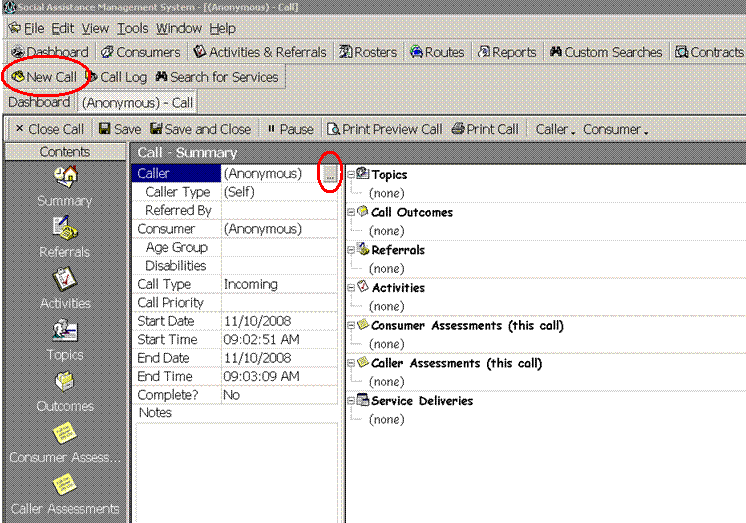 Social Assistance Management System - [(Anonymous) - Call]
File Edit View Tools Window Help
Dashboard Consumers Activities & Referrals Rosters Routes Reports Custom Searches Contracts
New Call Call Log Search for Services
Dashboard (Anonymous) - Call
× Close Call Save Save and Close Pause Print Preview Call Print Call Caller Consumer
Contents
Summary
Referrals
Activities
Topics
Outcomes
Consumer Assess...
Caller Assessments
Call - Summary
Caller (Anonymous) ...
Caller Type (Self)
Referred By
Consumer (Anonymous)
Age Group
Disabilities
Call Type Incoming
Call Priority
Start Date 11/10/2008
Start Time 09:02:51 AM
End Date 11/10/2008
End Time 09:03:09 AM
Complete? No
Notes
Topics
(none)
Call Outcomes
(none)
Referrals
(none)
Activities
(none)
Consumer Assessments (this call)
(none)
Caller Assessments (this call)
(none)
Service Deliveries
(none)